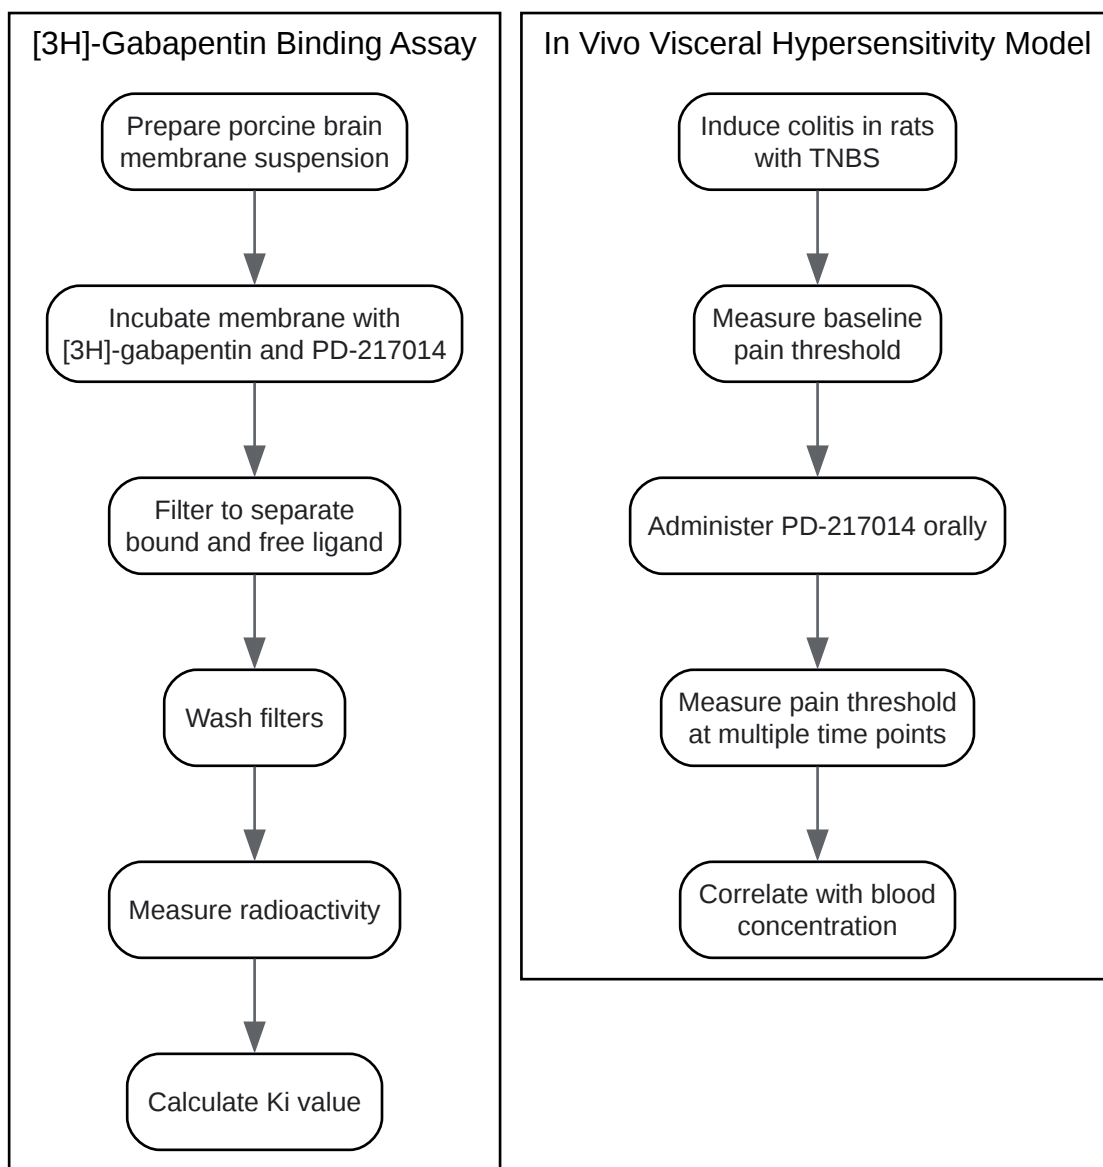 [3H]-Gabapentin Binding Assay
Prepare porcine brain
membrane suspension
Incubate membrane with
[3H]-gabapentin and PD-217014
Filter to separate
bound and free ligand
Wash filters
Measure radioactivity
Calculate Ki value
In Vivo Visceral Hypersensitivity Model
Induce colitis in rats
with TNBS
Measure baseline
pain threshold
Administer PD-217014 orally
Measure pain threshold
at multiple time points
Correlate with blood
concentration